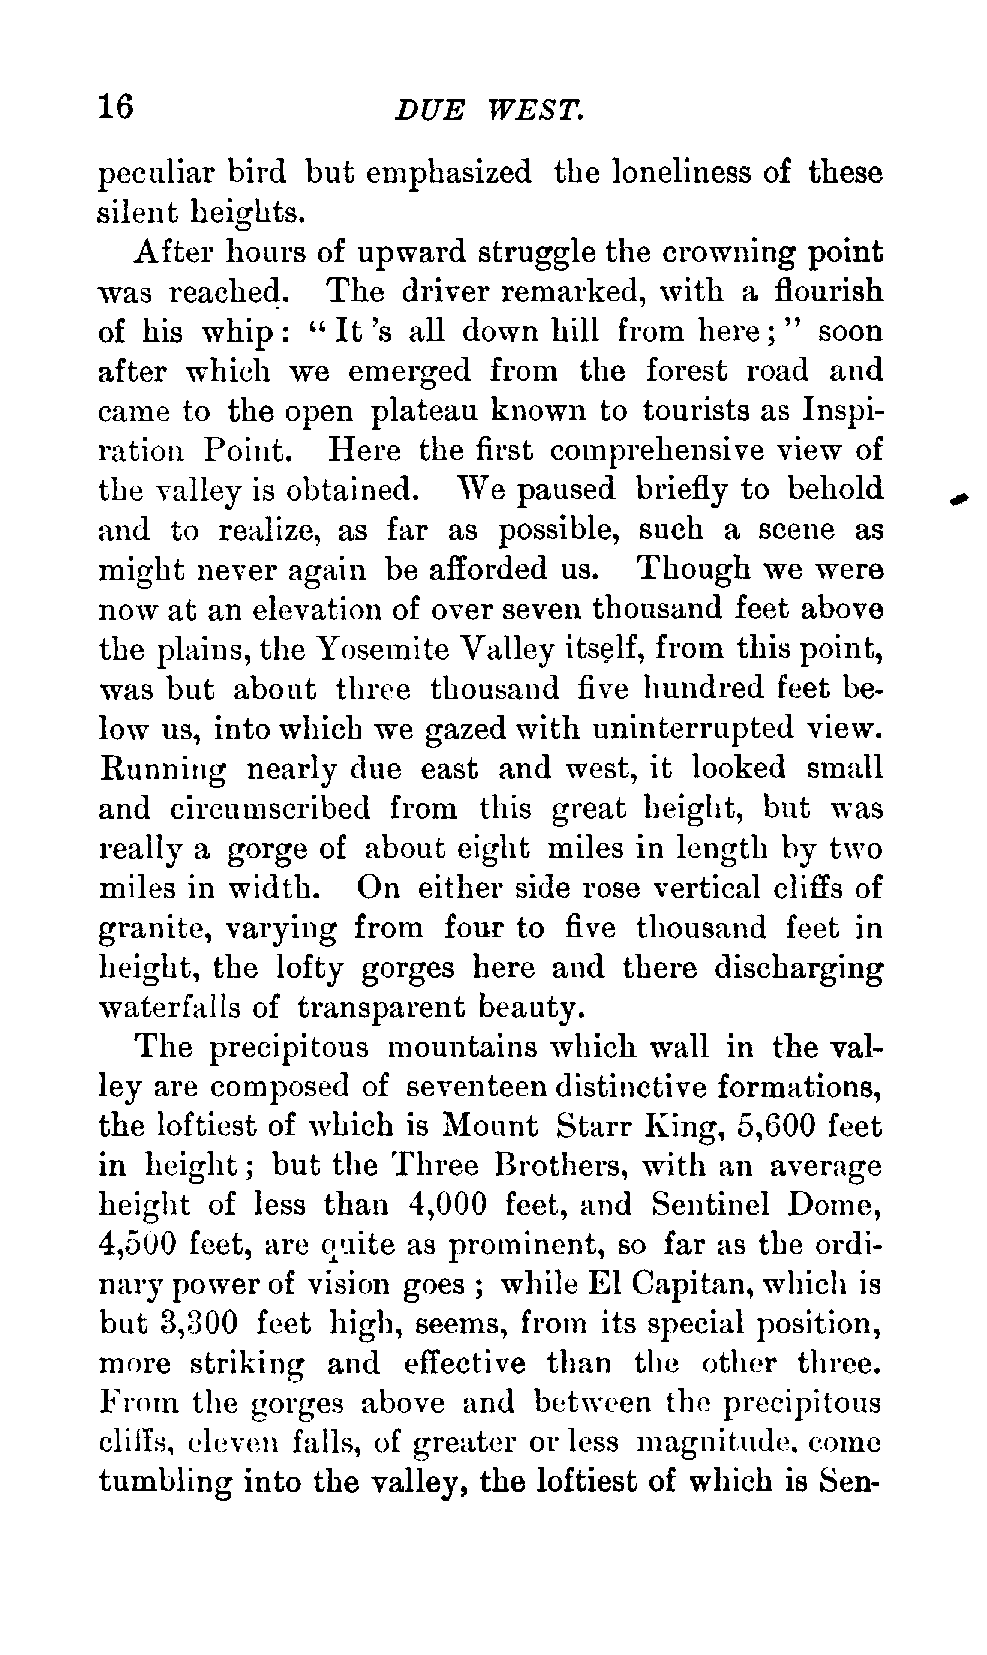 16 DUE WEST.
peculiar bird but emphasized the loneliness of these
silent heights.
After hours of upward struggle the crowning point
was reached. The driver remarked, with a flourish
of his whip: “It 's all down hill from here;” soon
after which we emerged from the forest road and
came to the open plateau known to tourists as Inspi-
ration Point. Here the first comprehensive view of
the valley is obtained. We paused briefly to behold
and to realize, as far as possible, such a scene as
might never again be afforded us. Though we were
now at an elevation of over seven thousand feet above
the plains, the Yosemite Valley itself, from this point,
was but about three thousand five hundred feet be-
low us, into which we gazed with uninterrupted view.
Running nearly due east and west, it looked small
and circumscribed from this great height, but was
really a gorge of about eight miles in length by two
miles in width. On either side rose vertical cliffs of
granite, varying from four to five thousand feet in
height, the lofty gorges here and there discharging
waterfalls of transparent beauty.
The precipitous mountains which wall in the val-
ley are composed of seventeen distinctive formations,
the loftiest of which is Mount Starr King, 5,600 feet
in height; but the Three Brothers, with an average
height of less than 4,000 feet, and Sentinel Dome,
4,500 feet, are quite as prominent, so far as the ordi-
nary power of vision goes; while El Capitan, which is
but 3,300 feet high, seems, from its special position,
more striking and effective than the other three.
From the gorges above and between the precipitous
cliffs, eleven falls, of greater or less magnitude, come
tumbling into the valley, the loftiest of which is Sen-